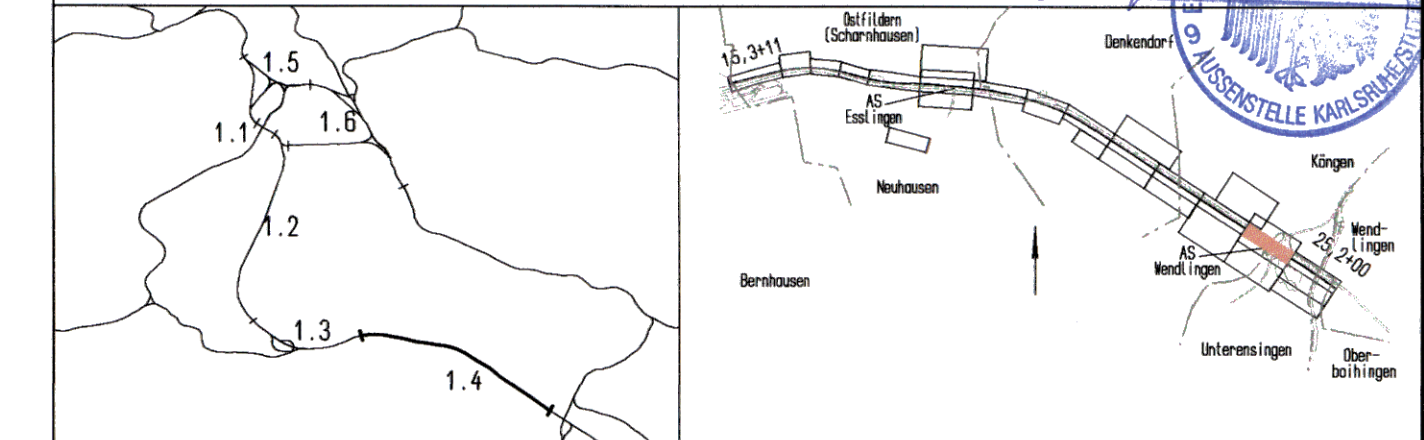 1.5
1.1
1.6
1.2
1.3
1.4
Ostfildern
(Scharnhausen)
Denkendorf
15,3+11
AS
Esslingen
Neuhausen
Köngen
Wend-
lingen
25,2+00
AS
Wendlingen
Bernhausen
Unterensingen
Ober-
boihingen
AUSSENSTELLE KARLSRUHE/STU